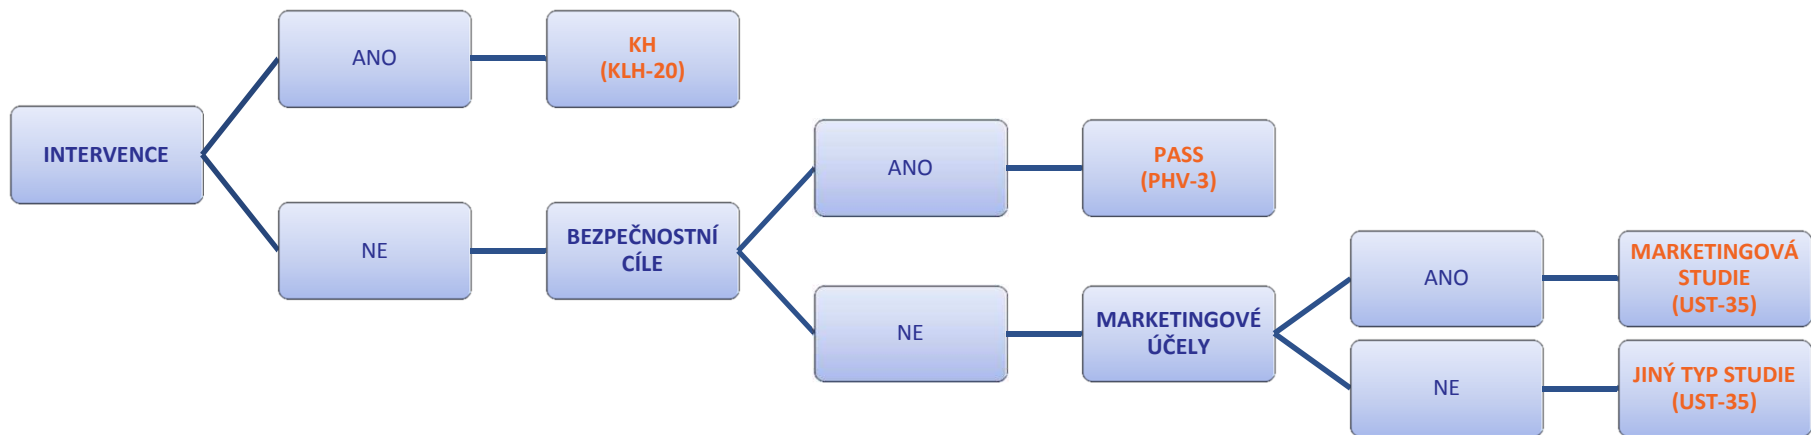 INTERVENCE
ANO
KH
(KLH-20)
NE
BEZPEČNOSTNÍ
CÍLE
ANO
PASS
(PHV-3)
NE
MARKETINGOVÉ
ÚČELY
ANO
MARKETINGOVÁ
STUDIE
(UST-35)
NE
JINÝ TYP STUDIE
(UST-35)